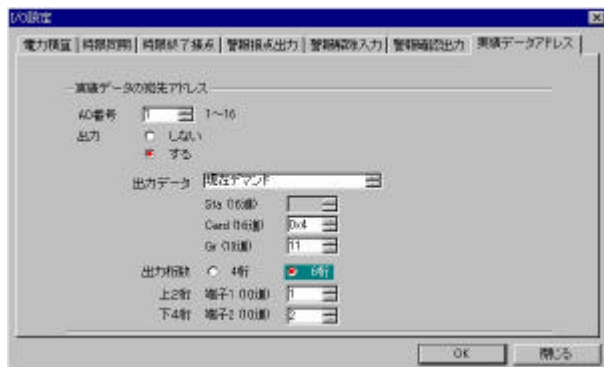 I/O設定
電力積算 時限同期 時限終了接点 警報接点出力 警報解除入力 警報確認出力 実績データアドレス
実績データの宛先アドレス
AO番号 1 1～16
出力 しない
する
出力データ 現在デマンド
Sta (16進)
Card (16進) 0x4
Gr (10進) 11
出力桁数 4桁 6桁
上2桁 端子1 (10進) 1
下4桁 端子2 (10進) 2
OK 閉じる